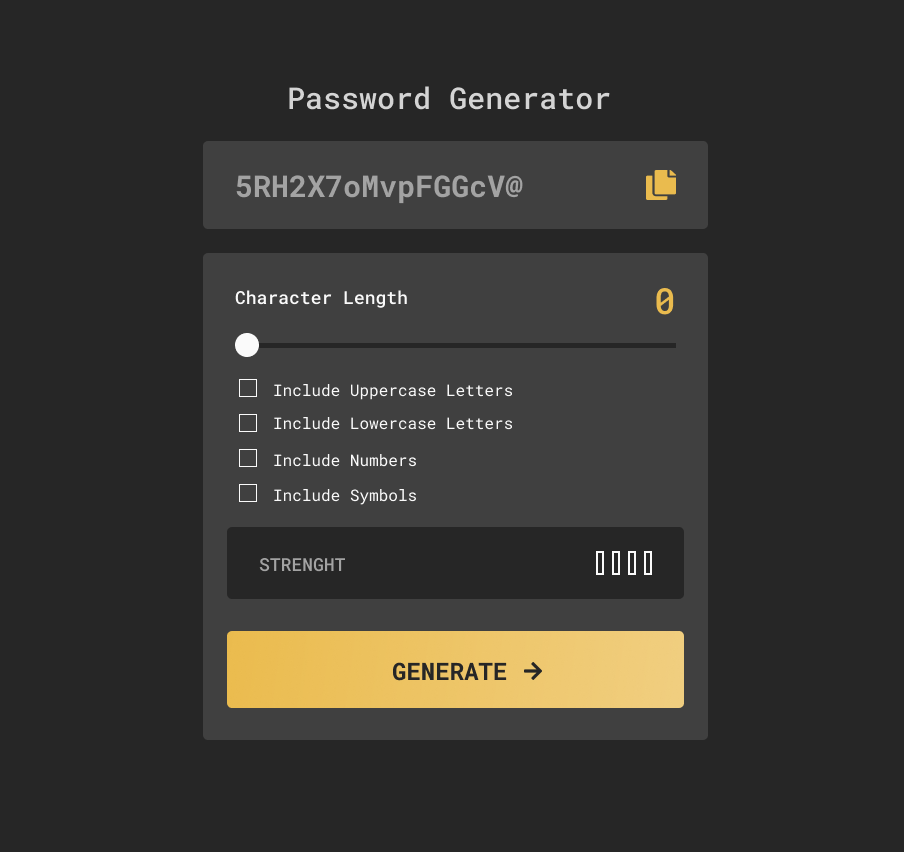 Password Generator
5RH2X7oMvpFGGcV@
Character Length 0
Include Uppercase Letters
Include Lowercase Letters
Include Numbers
Include Symbols
STRENGHT
GENERATE →